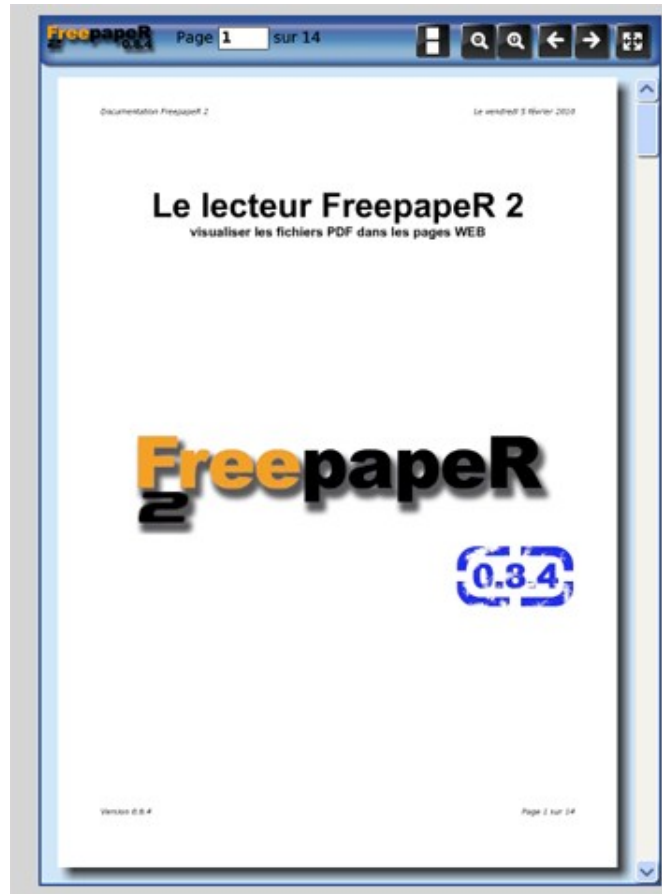 FreepapeR
2 0.8.4
Page 1 sur 14
Documentation FreepapeR 2
Le vendredi 5 février 2010
Le lecteur FreepapeR 2
visualiser les fichiers PDF dans les pages WEB
FreepapeR
2
0.8.4
Version 0.8.4
Page 1 sur 14